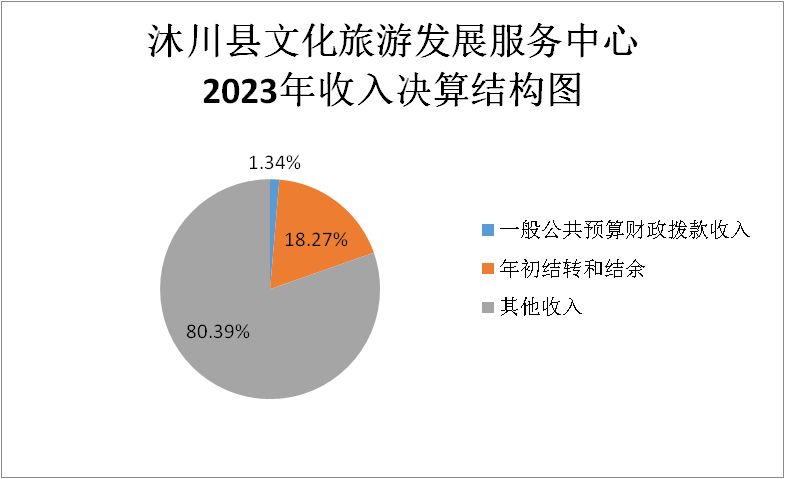 沐川县文化旅游发展服务中心
2023年收入决算结构图
1.34%
18.27%
80.39%
一般公共预算财政拨款收入
年初结转和结余
其他收入